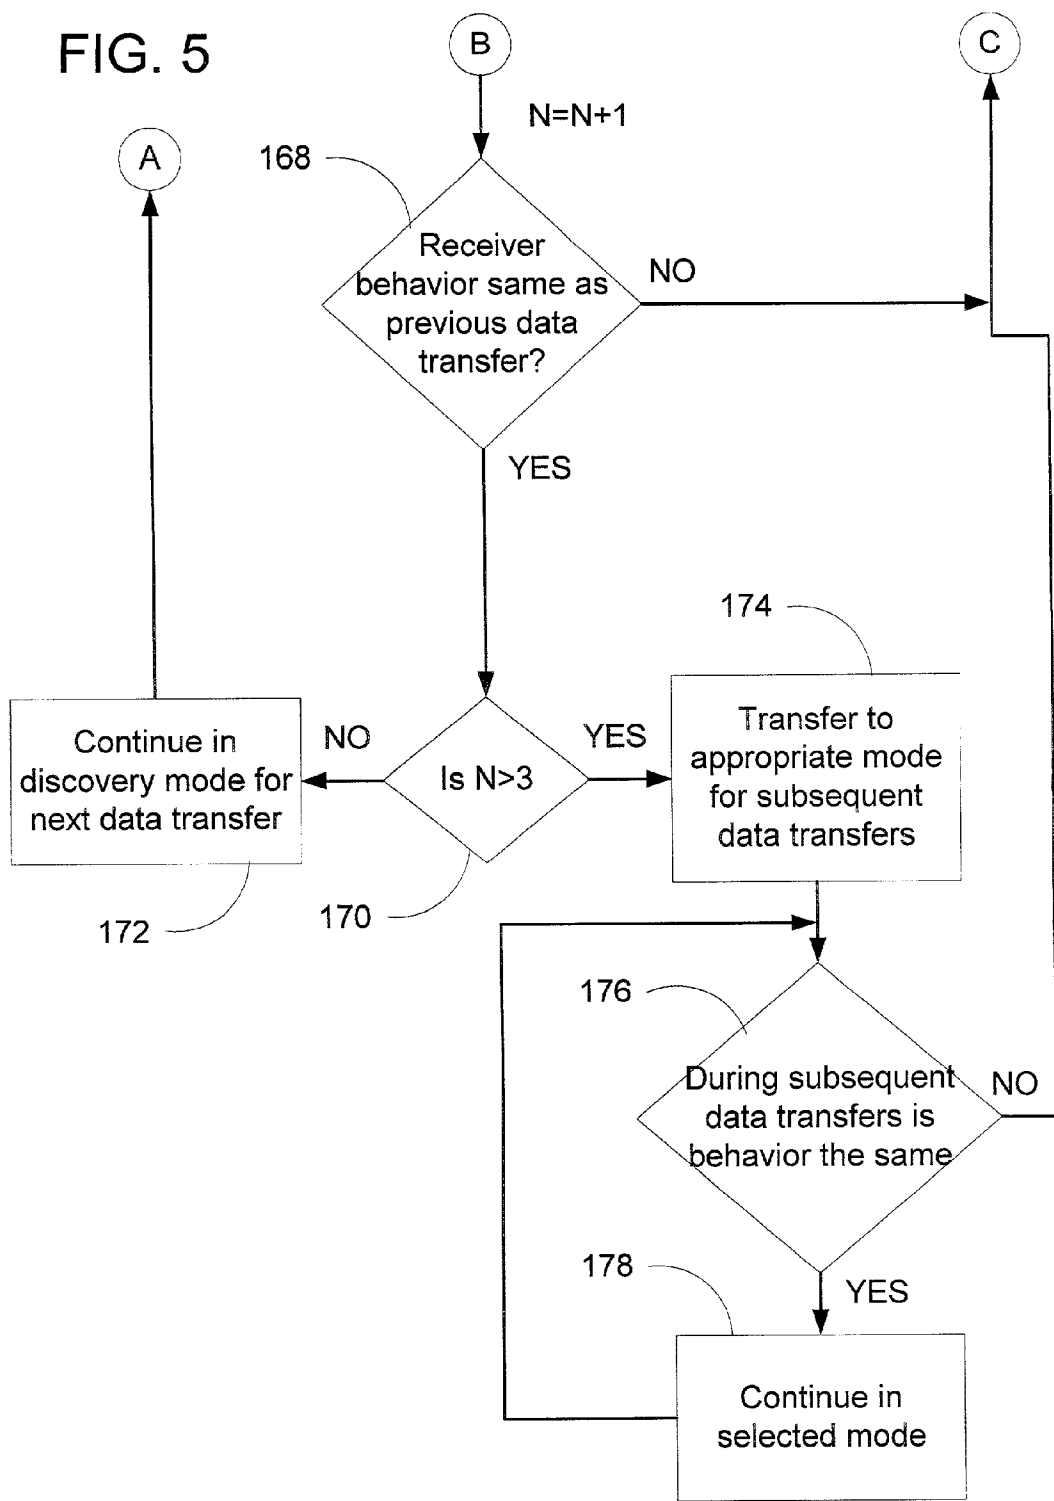 FIG. 5
B
C
N=N+1
A
168
Receiver
behavior same as
previous data
transfer?
NO
YES
174
Continue in
discovery mode for
next data transfer
NO
Is N>3
YES
Transfer to
appropriate mode
for subsequent
data transfers
172
170
176
During subsequent
data transfers is
behavior the same
NO
178
YES
Continue in
selected mode